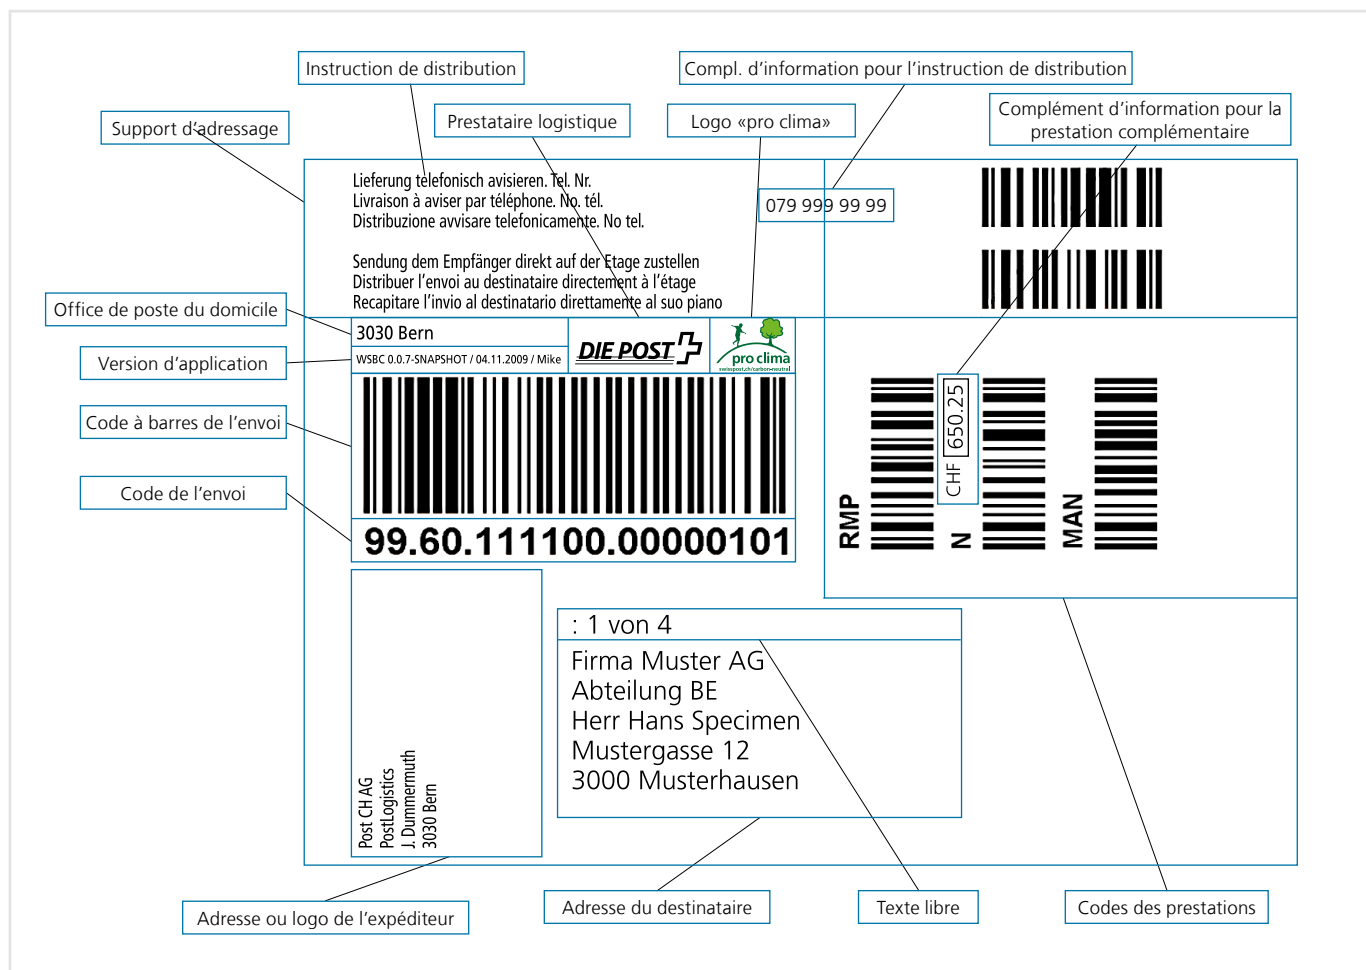 Instruction de distribution
Compl. d’information pour l’instruction de distribution
Support d’adressage
Prestataire logistique
Logo «pro clima»
Complément d’information pour la
prestation complémentaire
Lieferung telefonisch avisieren. Tel. Nr.
Livraison à aviser par téléphone. No. tél.
Distribuzione avvisare telefonicamente. No tel.
079 999 99 99
Sendung dem Empfänger direkt auf der Etage zustellen
Distribuer l’envoi au destinataire directement à l’étage
Recapitare l’invio al destinatario direttamente al suo piano
Office de poste du domicile
3030 Bern
Version d’application
WSBC 0.0.7-SNAPSHOT / 04.11.2009 / Mike
DIE POST
pro clima
swisspost.ch/carbon-neutral
Code à barres de l’envoi
Code de l’envoi
99.60.111100.00000101
RMP
CHF 650.25
N
MAN
: 1 von 4
Firma Muster AG
Abteilung BE
Herr Hans Specimen
Mustergasse 12
3000 Musterhausen
Post CH AG
PostLogistics
J. Dummermuth
3030 Bern
Adresse ou logo de l’expéditeur
Adresse du destinataire
Texte libre
Codes des prestations